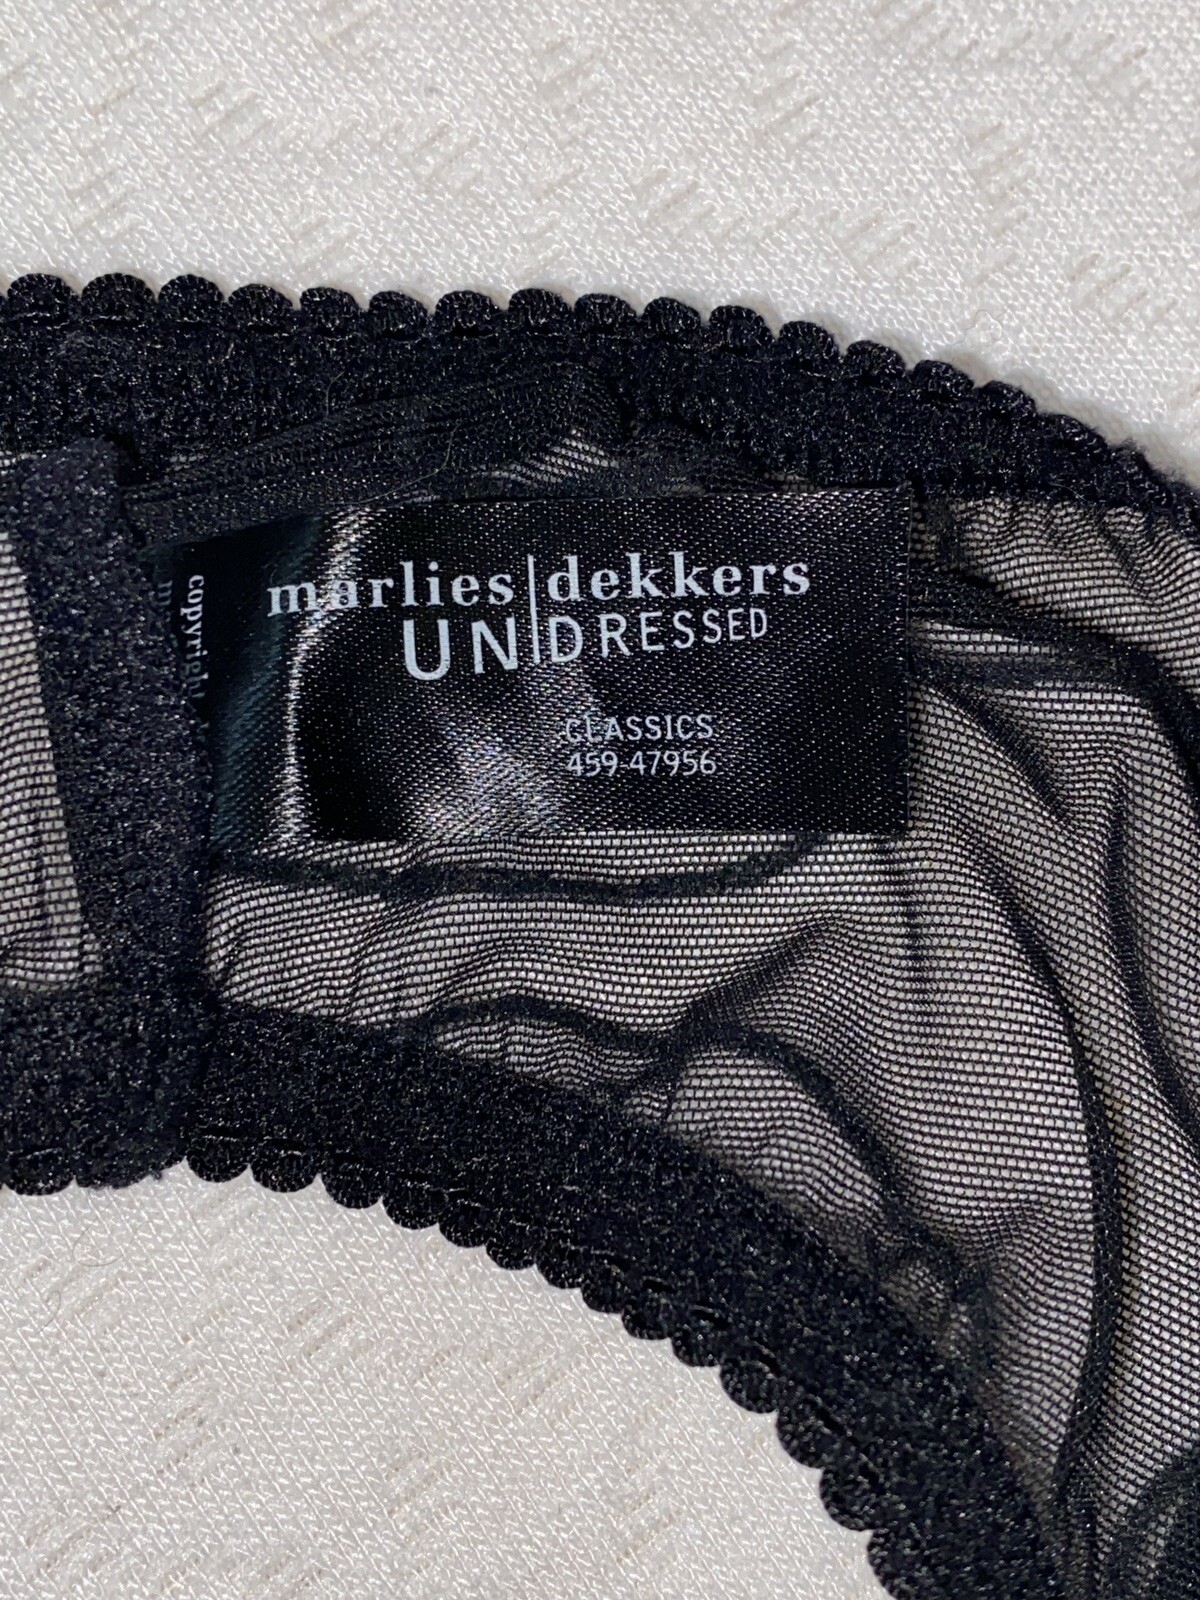 marlies|dekkers
UN|DRESSED
CLASSICS
459-47956